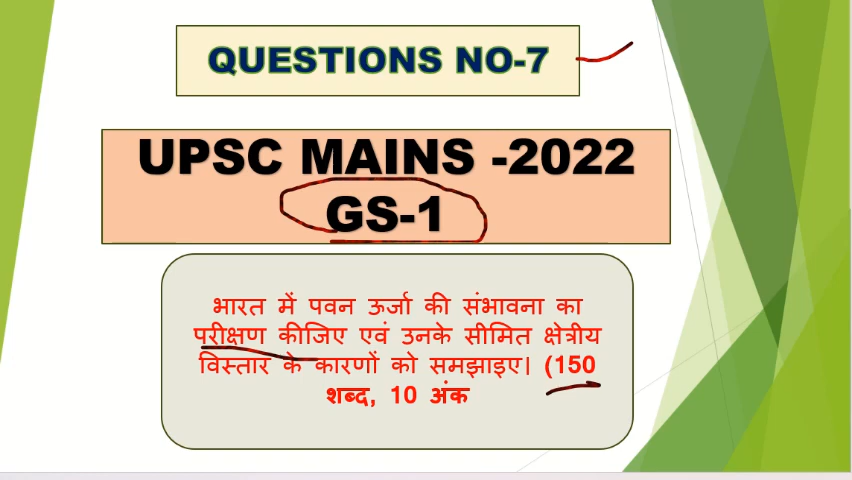 QUESTIONS NO-7
UPSC MAINS -2022
GS-1
भारत में पवन ऊर्जा की संभावना का
परीक्षण कीजिए एवं उनके सीमित क्षेत्रीय
विस्तार के कारणों को समझाइए। (150
शब्द, 10 अंक